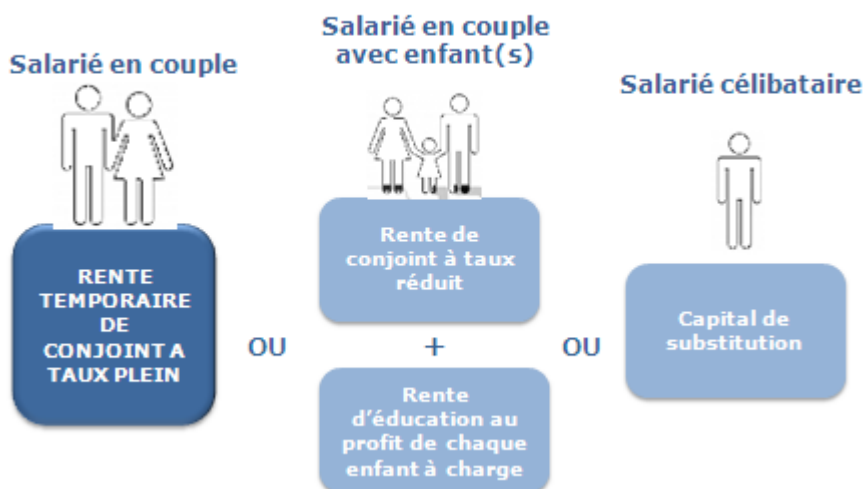 Salarié en couple
RENTE
TEMPORAIRE
DE
CONJOINT A
TAUX PLEIN
OU
Salarié en couple
avec enfant(s)
Rente de
conjoint à taux
réduit
+
Rente
d'éducation au
profit de chaque
enfant à charge
OU
Salarié célibataire
Capital de
substitution